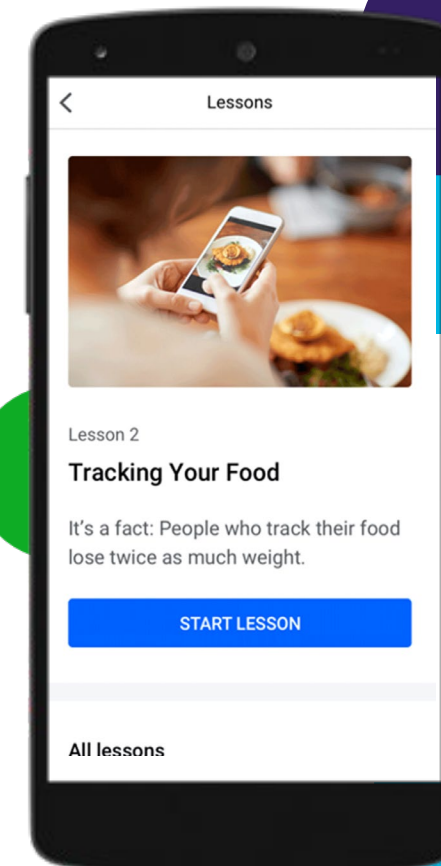 Lessons
Lesson 2
Tracking Your Food
It's a fact: People who track their food
lose twice as much weight.
START LESSON
All lessons